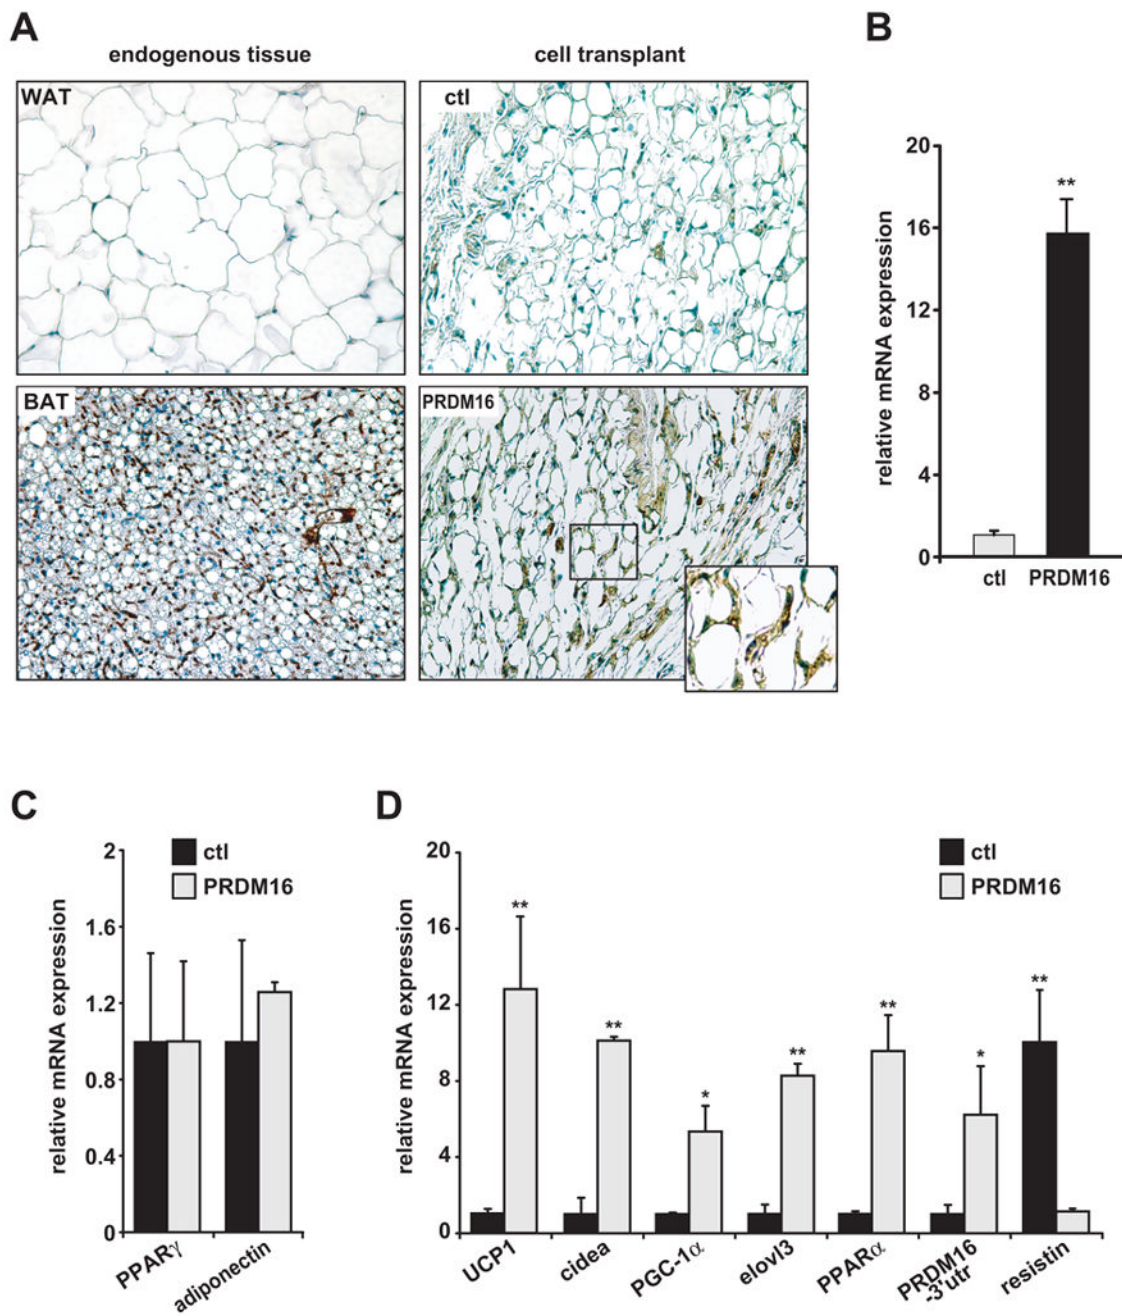 A
endogenous tissue
cell transplant
WAT
ctl
BAT
PRDM16
B
relative mRNA expression
20
16
12
8
4
0
**
ctl
PRDM16
C
ctl
PRDM16
relative mRNA expression
2
1.6
1.2
0.8
0.4
0
PPARγ
adiponectin
D
ctl
PRDM16
relative mRNA expression
20
16
12
8
4
0
**
**
*
**
**
*
**
UCP1
cidea
PGC-1α
elovl3
PPARα
PRDM16
-3'utr
resistin